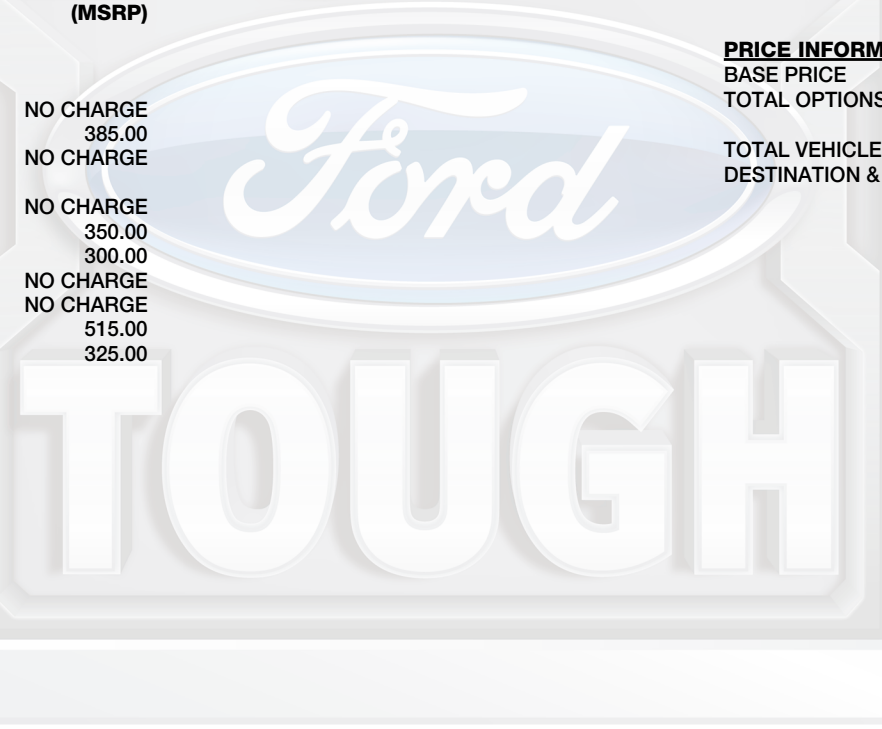 (MSRP)
NO CHARGE
385.00
NO CHARGE
NO CHARGE
350.00
300.00
NO CHARGE
NO CHARGE
515.00
325.00
PRICE INFORM
BASE PRICE
TOTAL OPTIONS
TOTAL VEHICLE
DESTINATION &
Ford
TOUGH